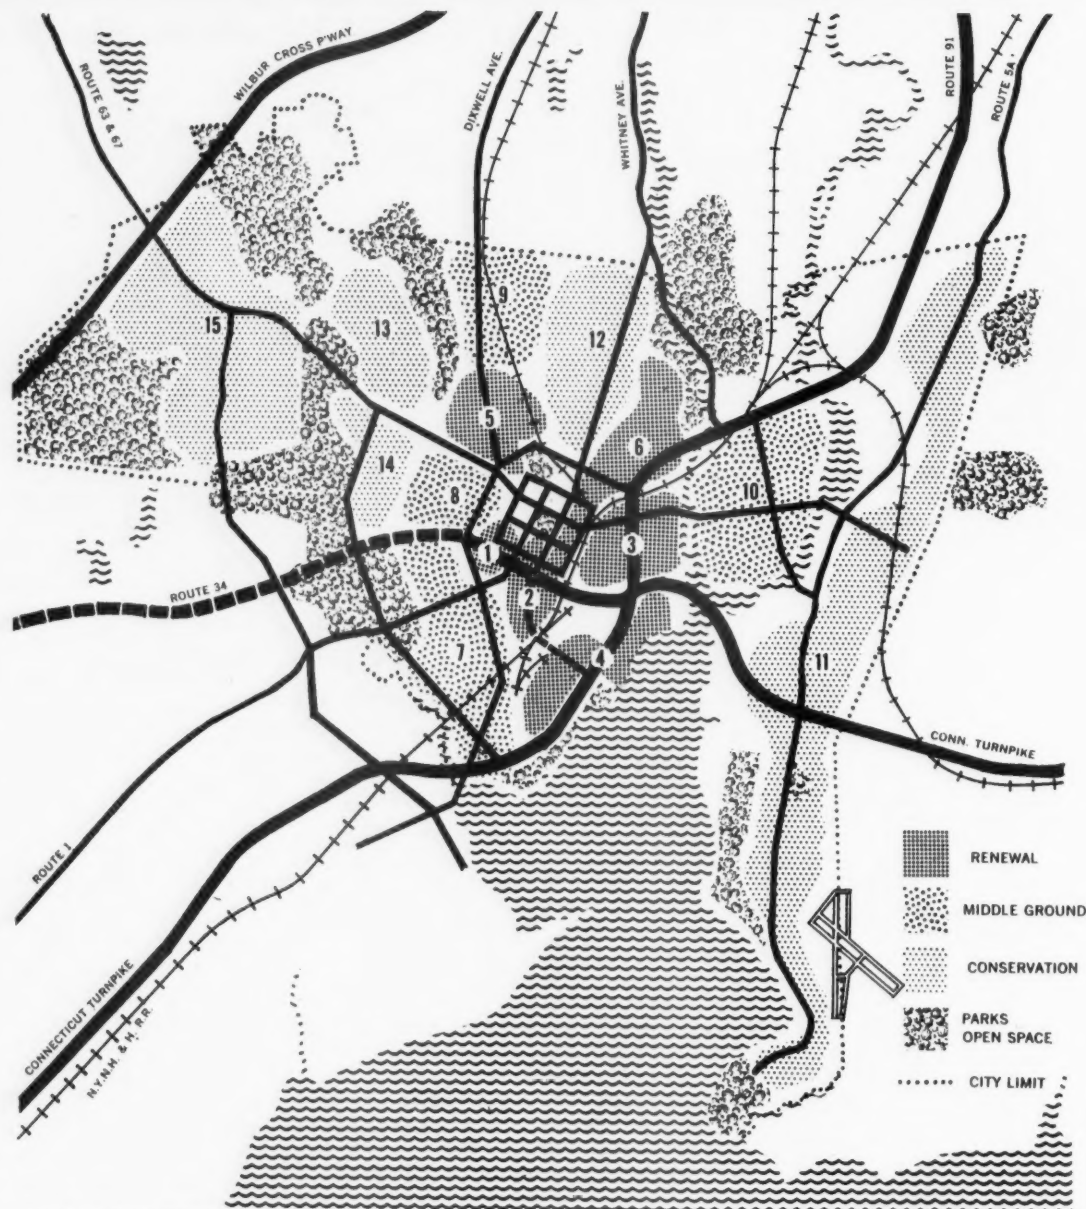 WILBUR CROSS P'WAY
ROUTE 63 & 67
DIXWELL AVE.
WHITNEY AVE.
ROUTE 91
ROUTE 5A
9
13
12
15
5
6
14
8
10
1
3
ROUTE 34
2
7
4
11
CONN. TURNPIKE
ROUTE 1
CONNECTICUT TURNPIKE
N.Y.N.H. & H. R.R.
RENEWAL
MIDDLE GROUND
CONSERVATION
PARKS
OPEN SPACE
CITY LIMIT